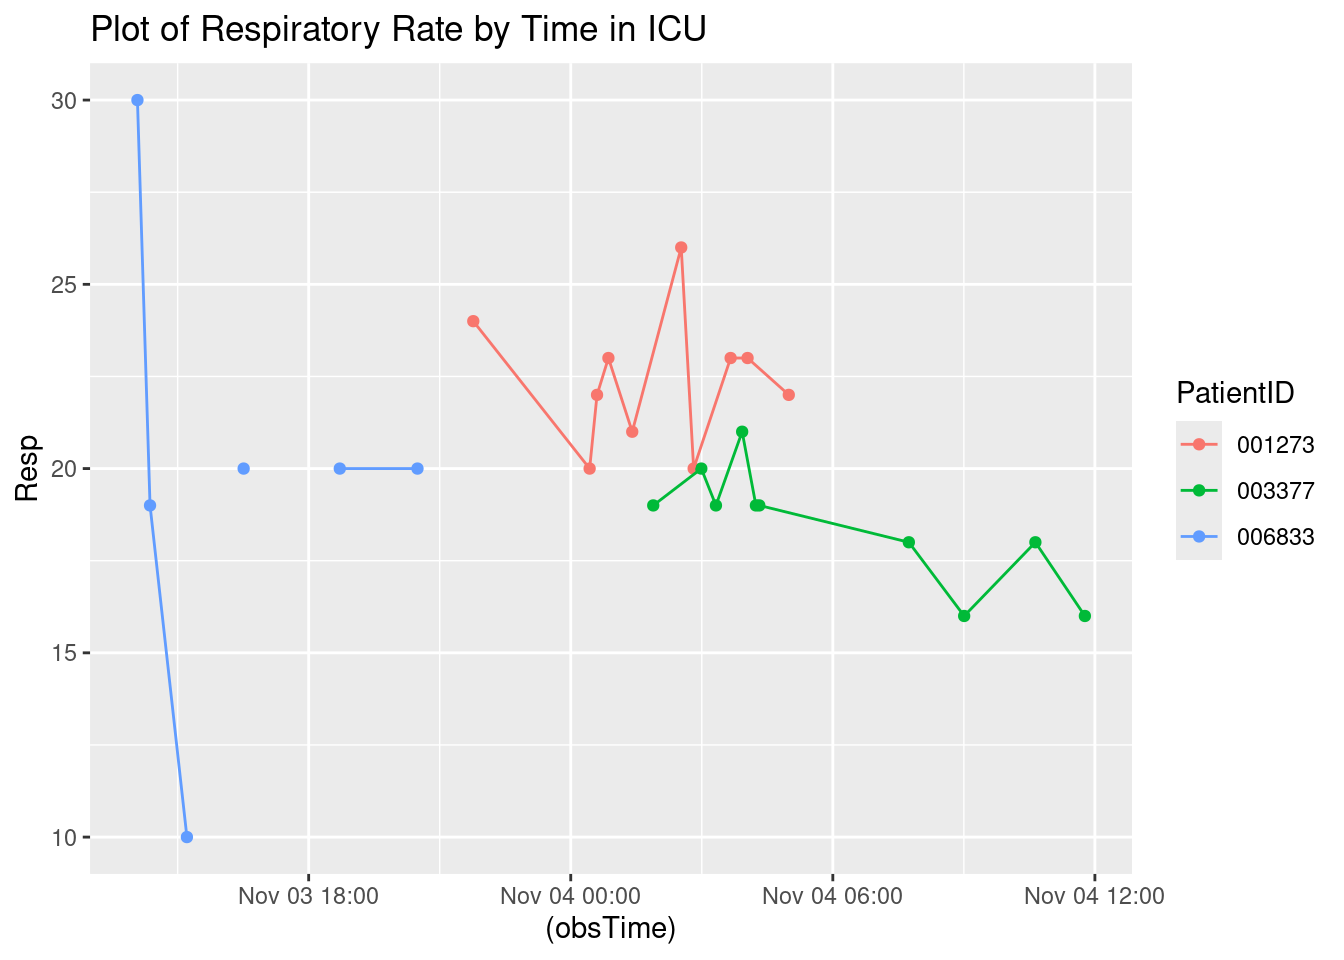 Plot of Respiratory Rate by Time in ICU
30
25
20
15
10
Resp
Nov 03 18:00
Nov 04 00:00
Nov 04 06:00
Nov 04 12:00
(obsTime)
PatientID
001273
003377
006833